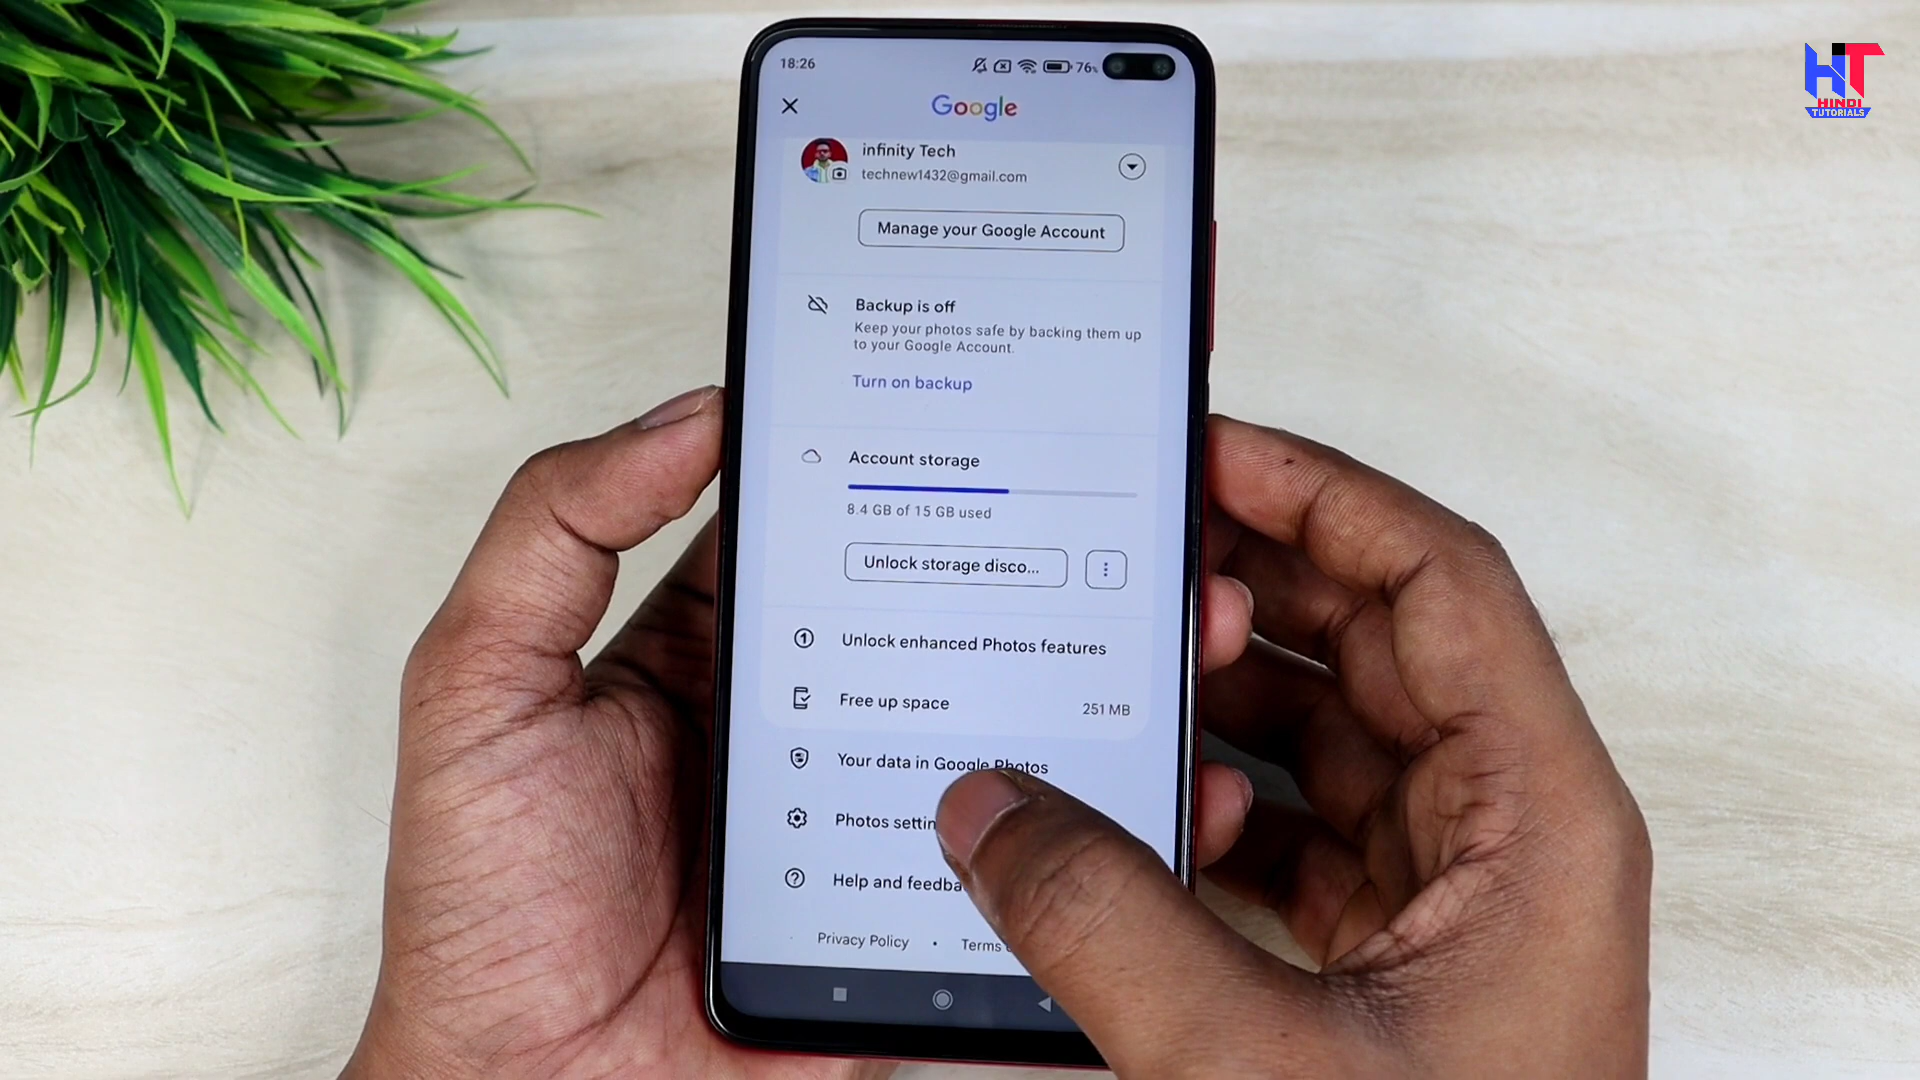 18:26
76%
Google
infinity Tech
technew1432@gmail.com
Manage your Google Account
Backup is off
Keep your photos safe by backing them up
to your Google Account.
Turn on backup
Account storage
8.4 GB of 15 GB used
Unlock storage disco...
Unlock enhanced Photos features
Free up space
251 MB
Your data in Google Photos
Photos settin
Help and feedba
Privacy Policy • Terms
HT
HINDI
TUTORIALS